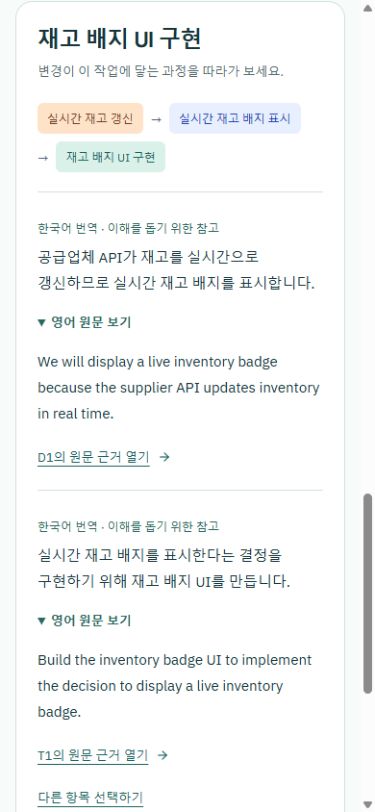 재고 배지 UI 구현
변경이 이 작업에 닿는 과정을 따라가 보세요.
실시간 재고 갱신 → 실시간 재고 배지 표시
→ 재고 배지 UI 구현
한국어 번역 · 이해를 돕기 위한 참고
공급업체 API가 재고를 실시간으로
갱신하므로 실시간 재고 배지를 표시합니다.
▼ 영어 원문 보기
We will display a live inventory badge
because the supplier API updates inventory
in real time.
D1의 원문 근거 열기 →
한국어 번역 · 이해를 돕기 위한 참고
실시간 재고 배지를 표시한다는 결정을
구현하기 위해 재고 배지 UI를 만듭니다.
▼ 영어 원문 보기
Build the inventory badge UI to implement
the decision to display a live inventory
badge.
T1의 원문 근거 열기 →
다른 항목 선택하기